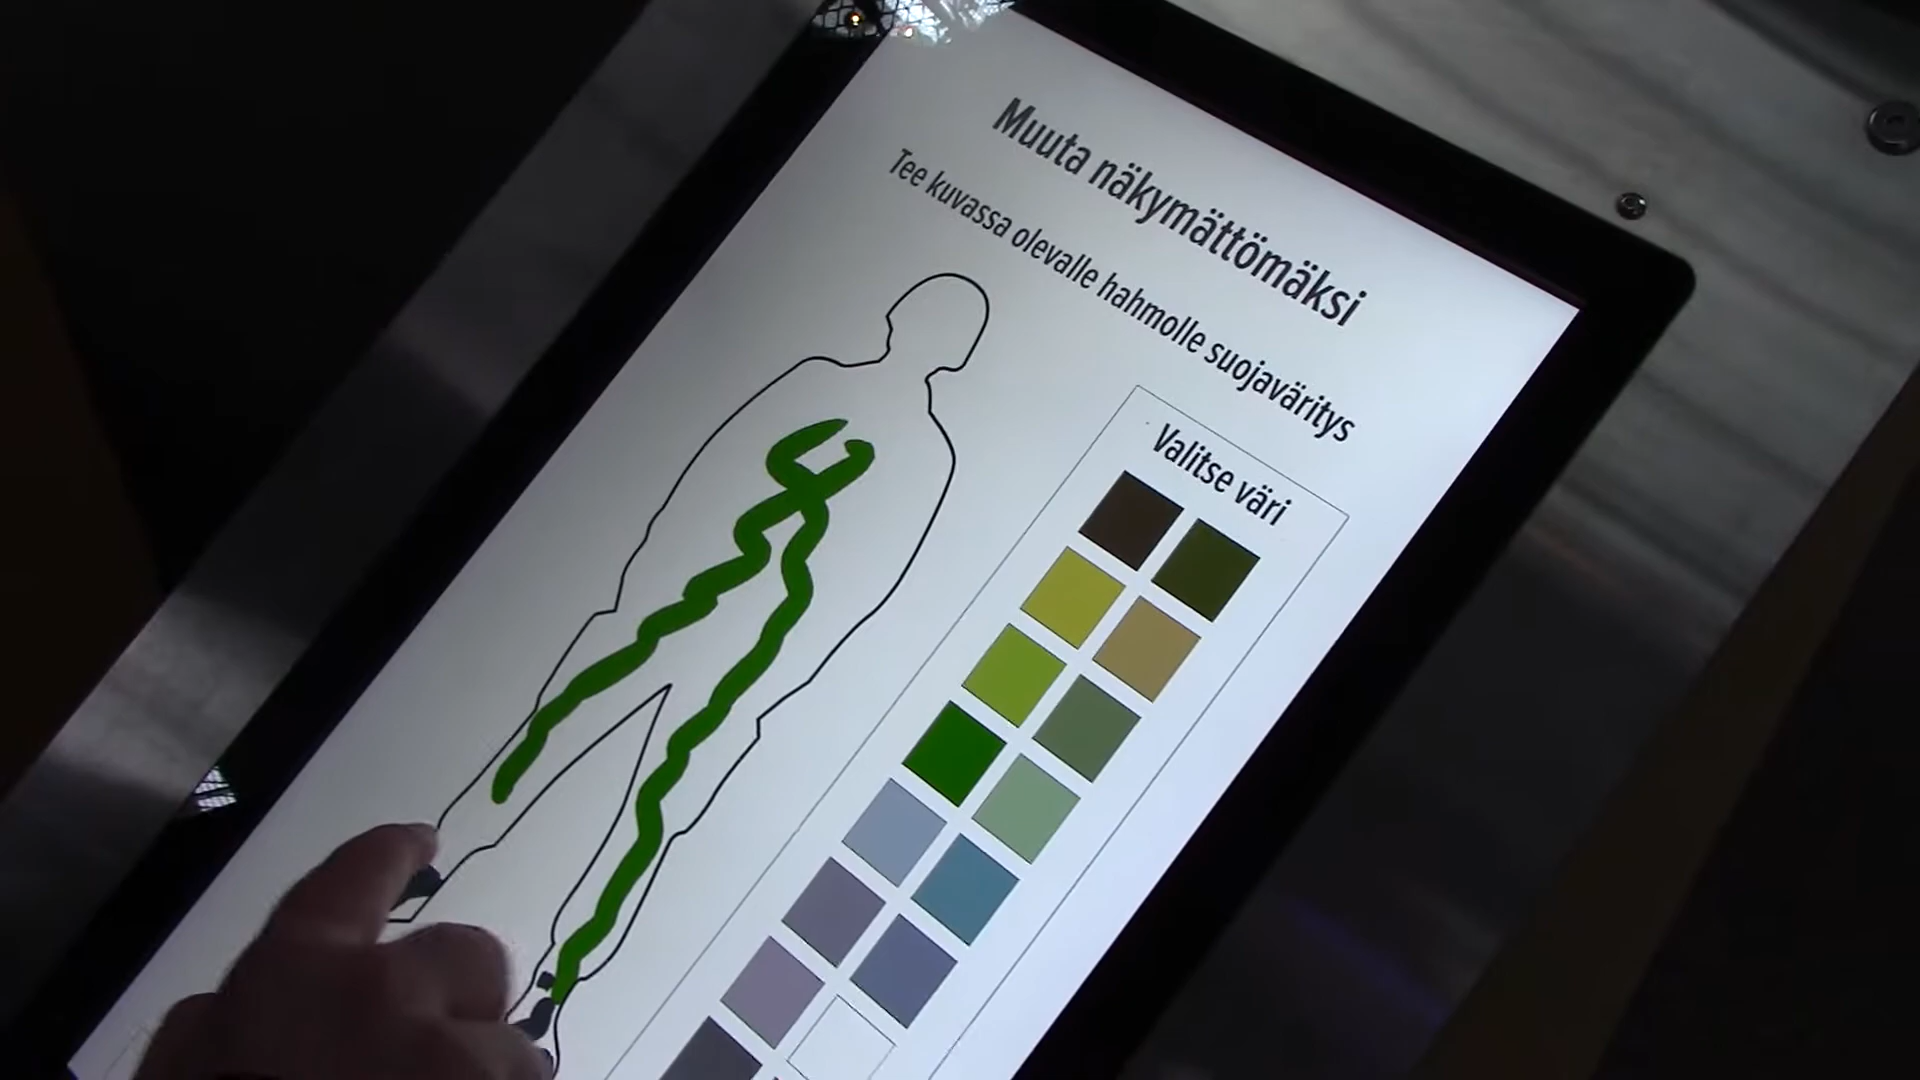 Muuta näkymättömäksi
Tee kuvassa olevalle hahmolle suojaväritys
Valitse väri